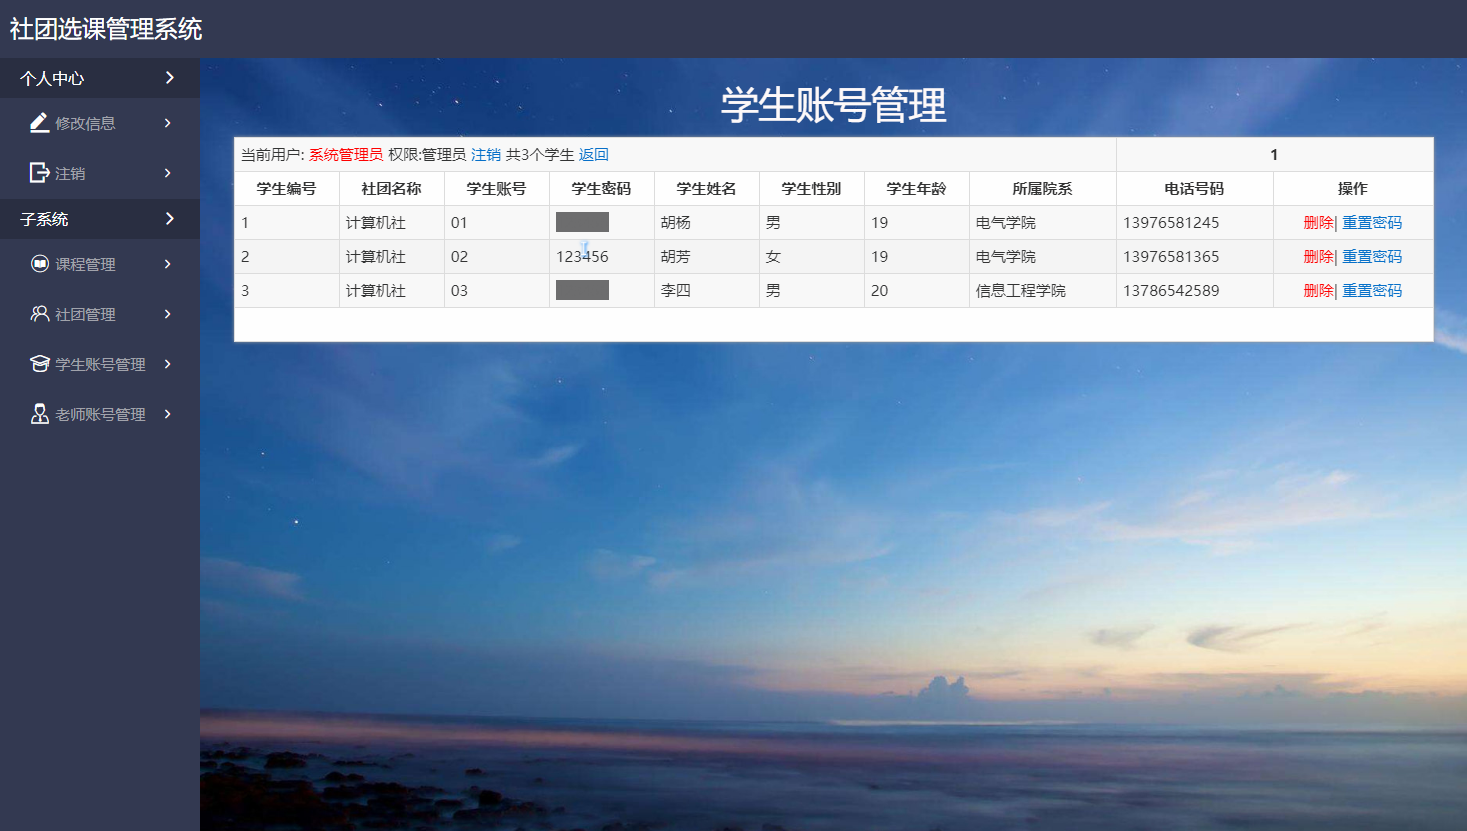 社团选课管理系统
个人中心
修改信息
注销
子系统
课程管理
社团管理
学生账号管理
老师账号管理
学生账号管理
当前用户: 系统管理员 权限:管理员 注销 共3个学生 返回 1
学生编号 社团名称 学生账号 学生密码 学生姓名 学生性别 学生年龄 所属院系 电话号码 操作
1 计算机社 01 胡杨 男 19 电气学院 13976581245 删除| 重置密码
2 计算机社 02 123456 胡芳 女 19 电气学院 13976581365 删除| 重置密码
3 计算机社 03 李四 男 20 信息工程学院 13786542589 删除| 重置密码